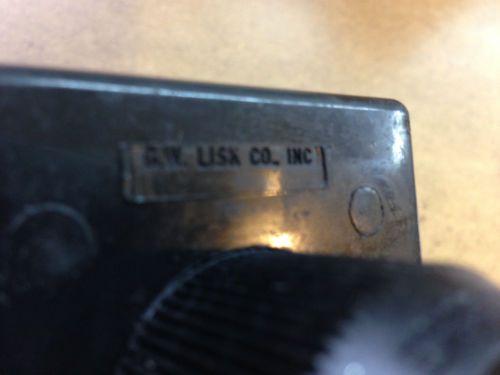 G.W. LISK CO., INC